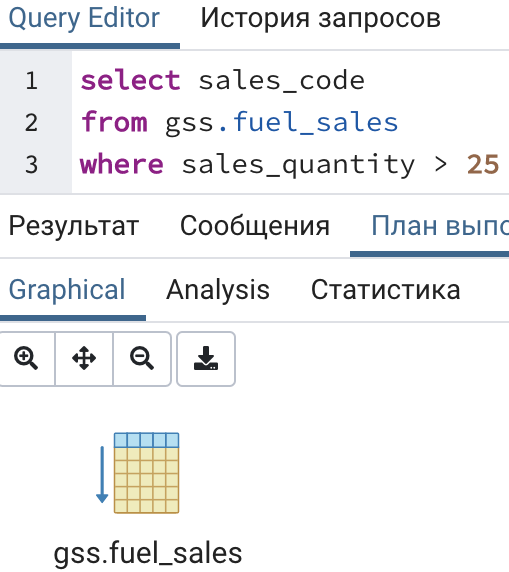 Query Editor История запросов
1 select sales_code
2 from gss.fuel_sales
3 where sales_quantity > 25
Результат Сообщения План выпо
Graphical Analysis Статистика
gss.fuel_sales